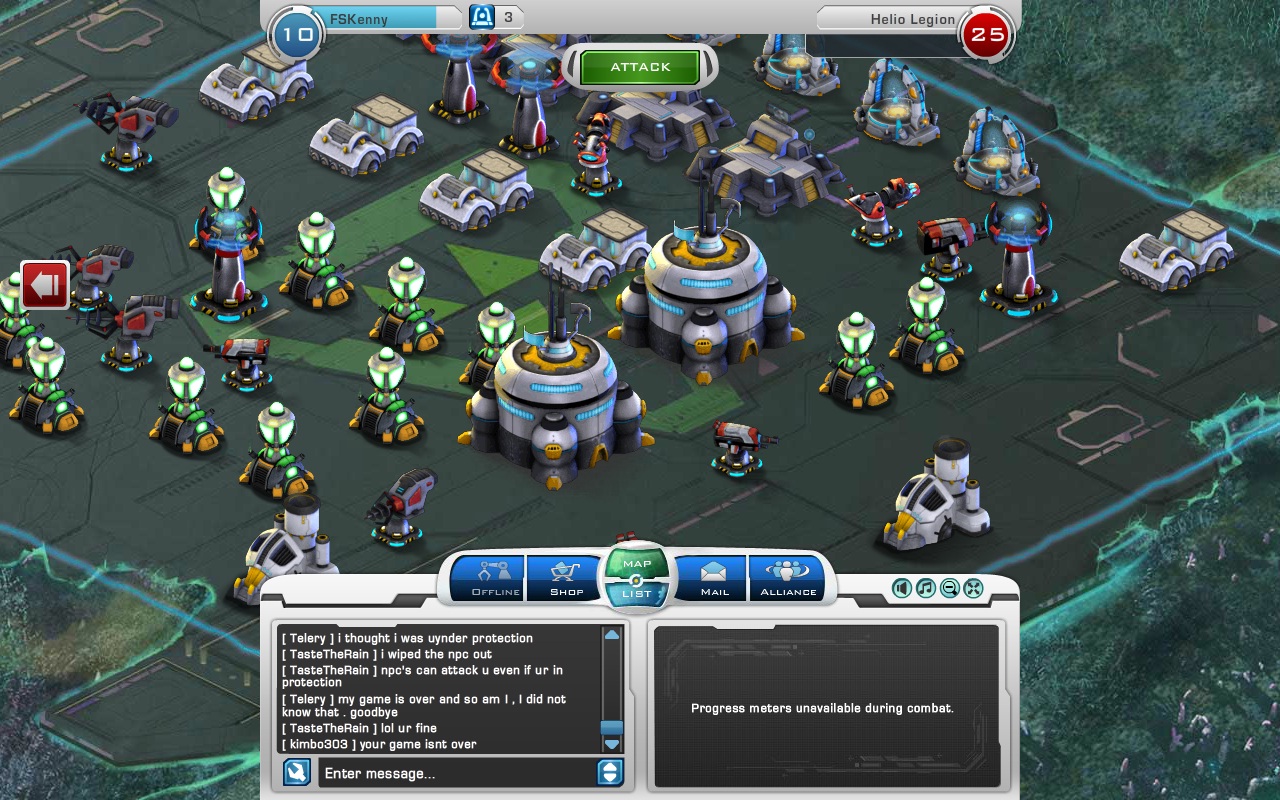 10
FSKenny
3
Helio Legion
25
ATTACK
OFFLINE
SHOP
MAP
LIST
MAIL
ALLIANCE
[ Telery ] i thought i was uynder protection
[ TasteTheRain ] i wiped the npc out
[ TasteTheRain ] npc's can attack u even if ur in
protection
[ Telery ] my game is over and so am I , I did not
know that . goodbye
[ TasteTheRain ] lol ur fine
[ kimbo303 ] your game isnt over
Enter message...
Progress meters unavailable during combat.